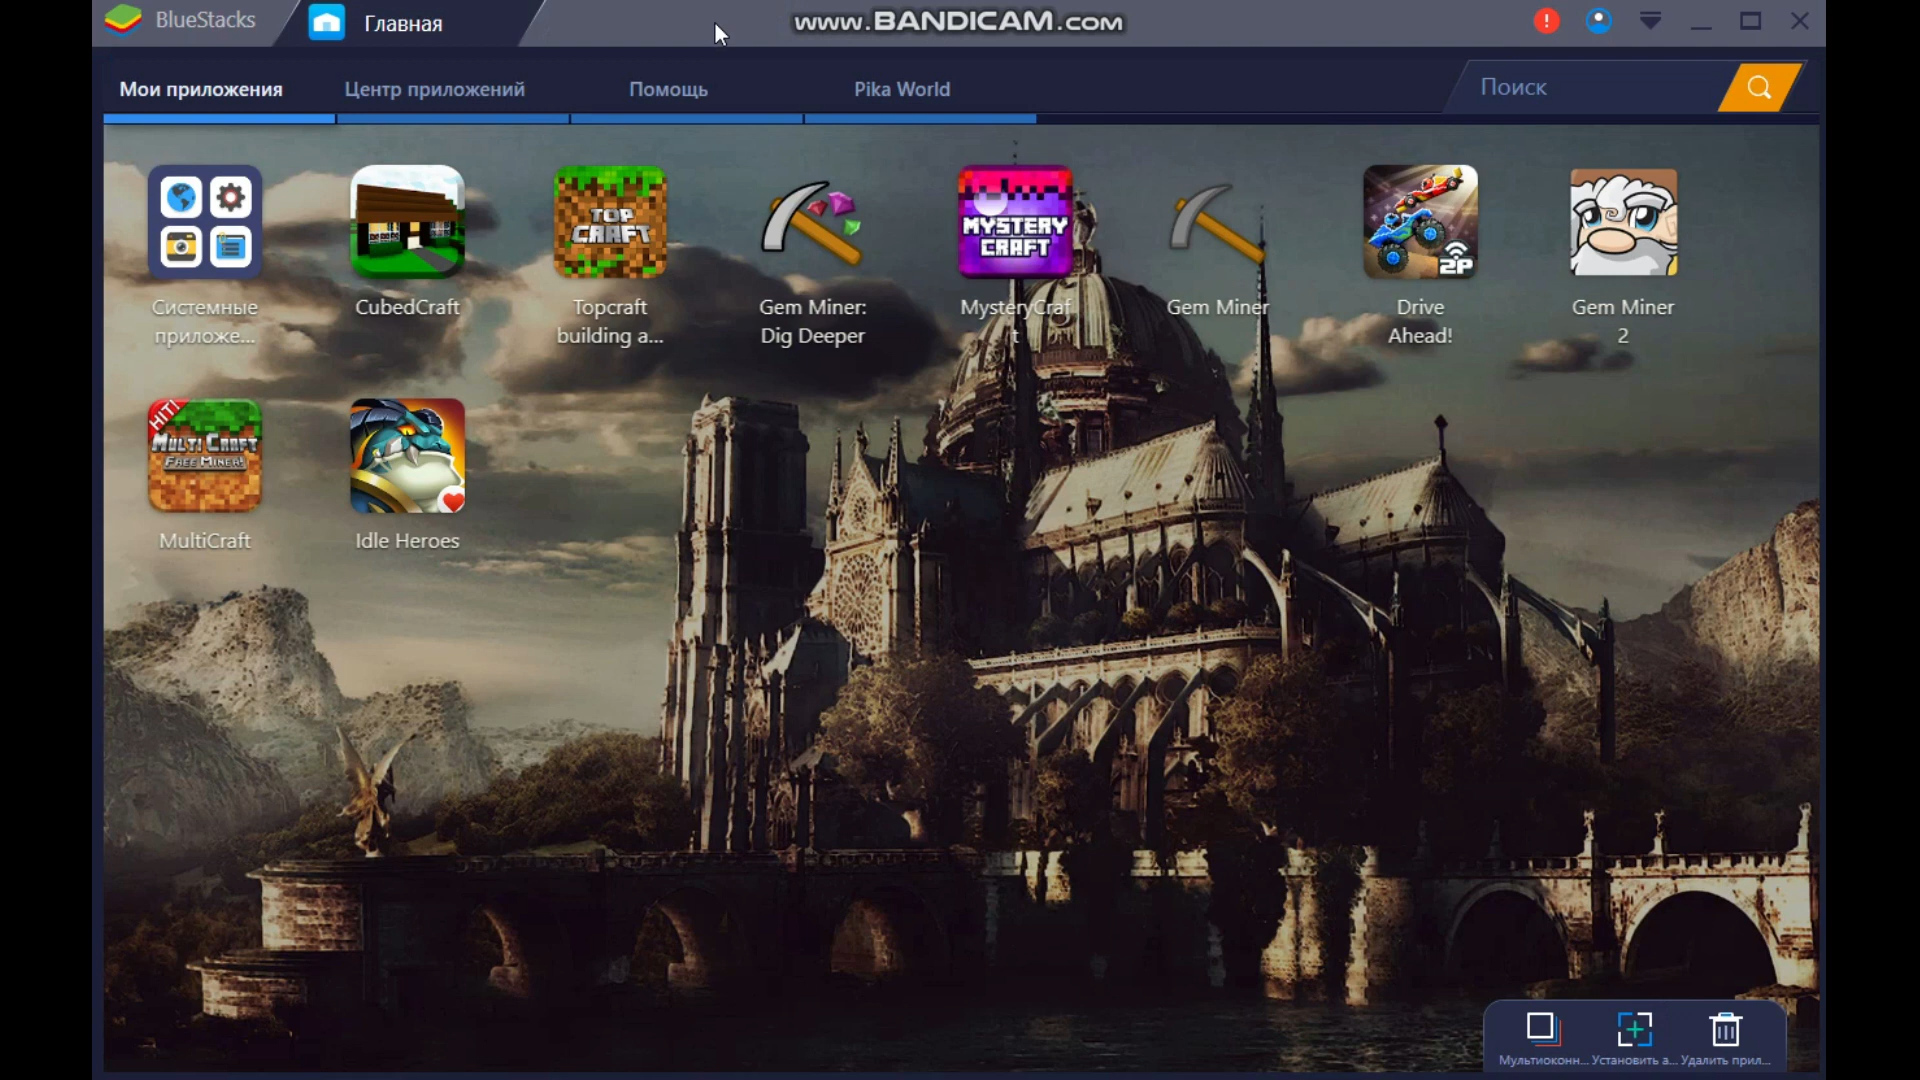 BlueStacks
Главная
www.BANDICAM.com
Мои приложения
Центр приложений
Помощь
Pika World
Поиск
TOP
CRAFT
MYSTERY
CRAFT
2P
Системные
приложе...
CubedCraft
Topcraft
building a...
Gem Miner:
Dig Deeper
MysteryCraf
t
Gem Miner
Drive
Ahead!
Gem Miner
2
HIT!
MULTI CRAFT
FREE MINER!
MultiCraft
Idle Heroes
Мультиоконн...
Установить а...
Удалить прил...